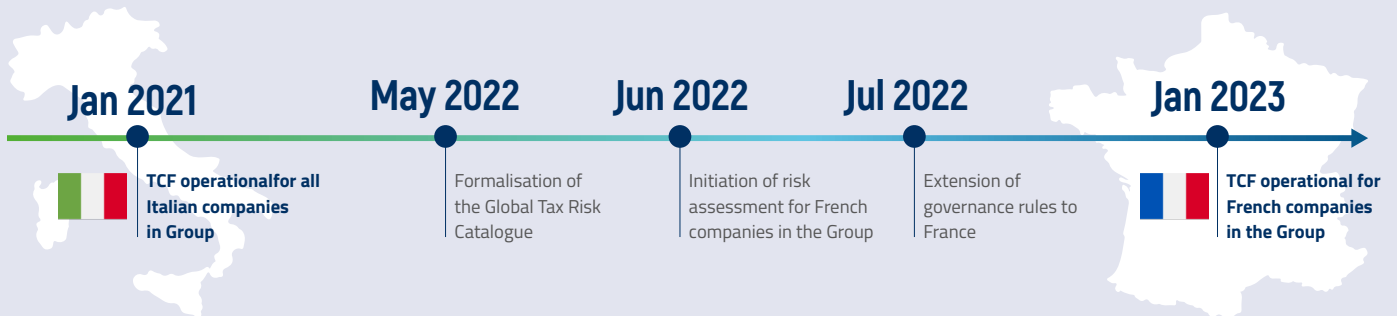 Jan 2021
TCF operationalfor all
Italian companies
in Group
May 2022
Formalisation of
the Global Tax Risk
Catalogue
Jun 2022
Initiation of risk
assessment for French
companies in the Group
Jul 2022
Extension of
governance rules to
France
Jan 2023
TCF operational for
French companies
in the Group